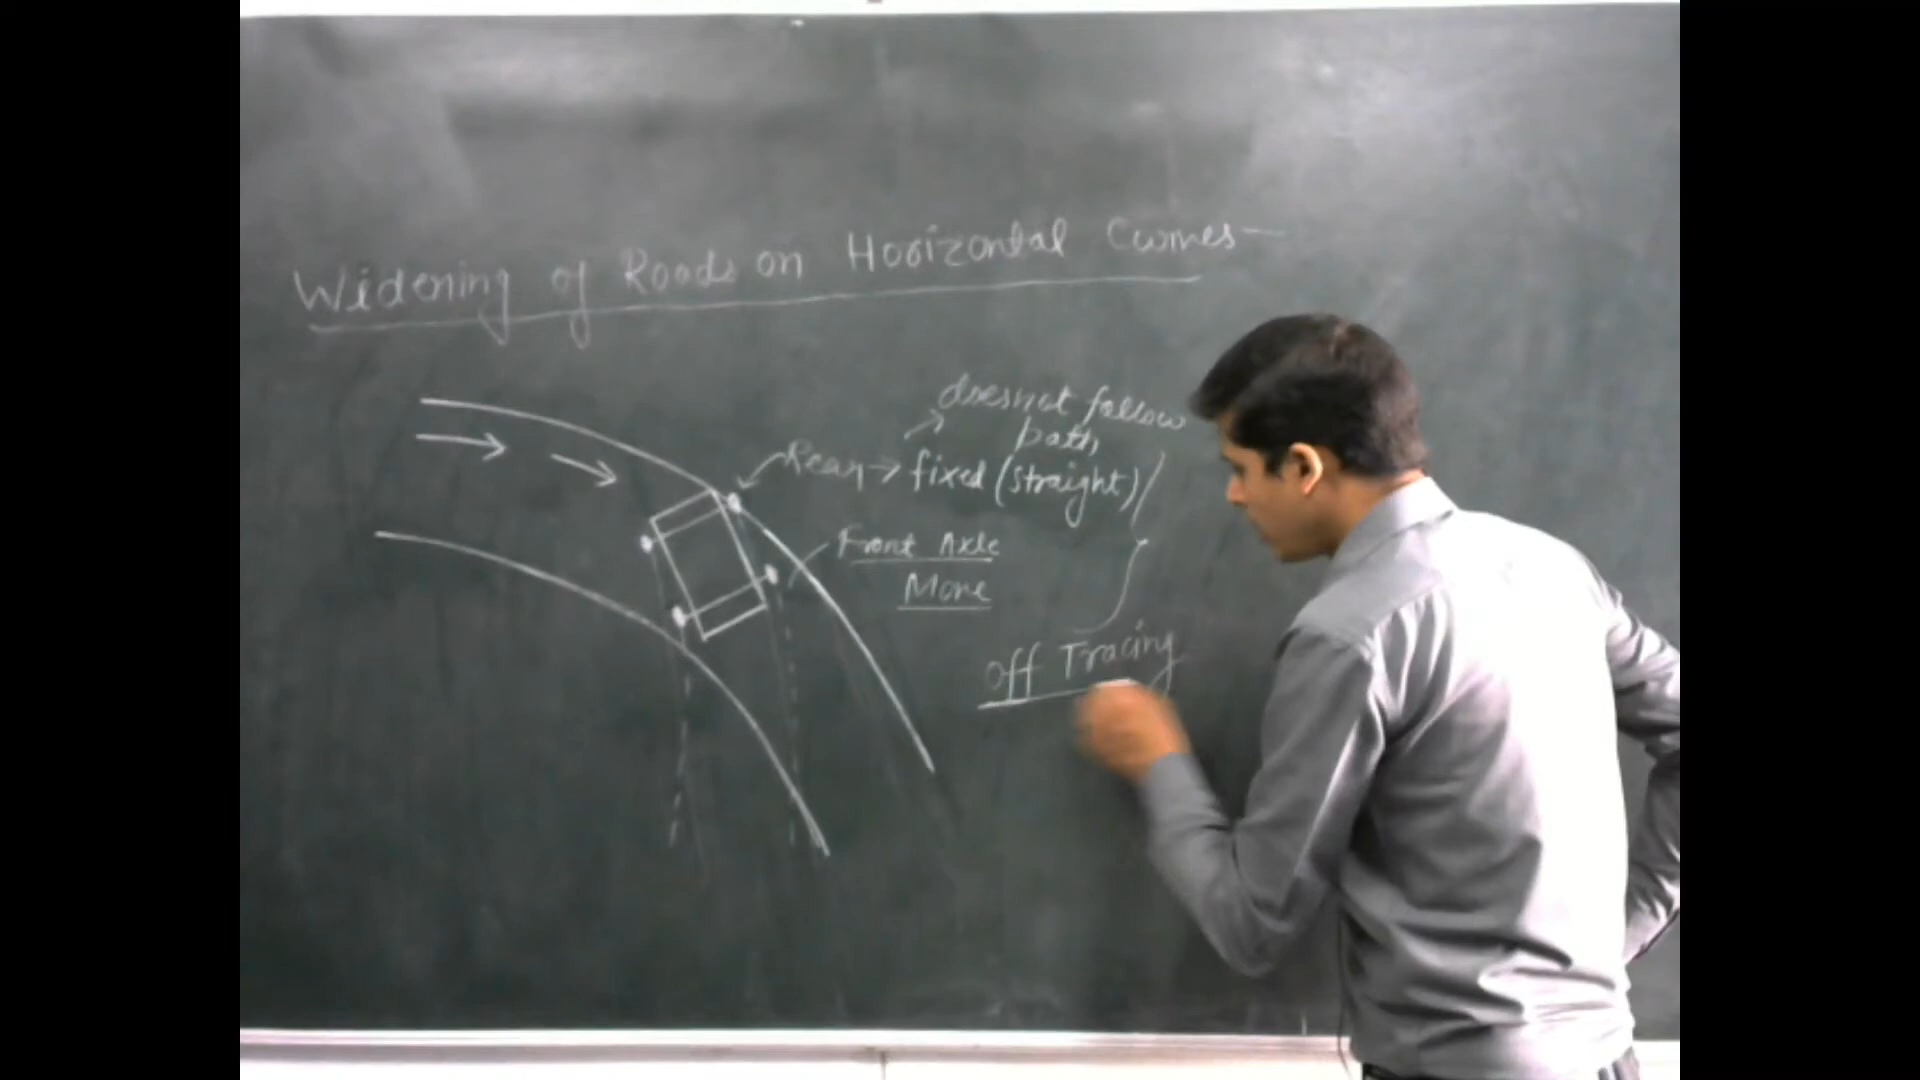 Widening of Roads on Horizontal Curves —
doesnot follow
path
Rear → fixed (straight)
Front Axle
Move
Off Tracing